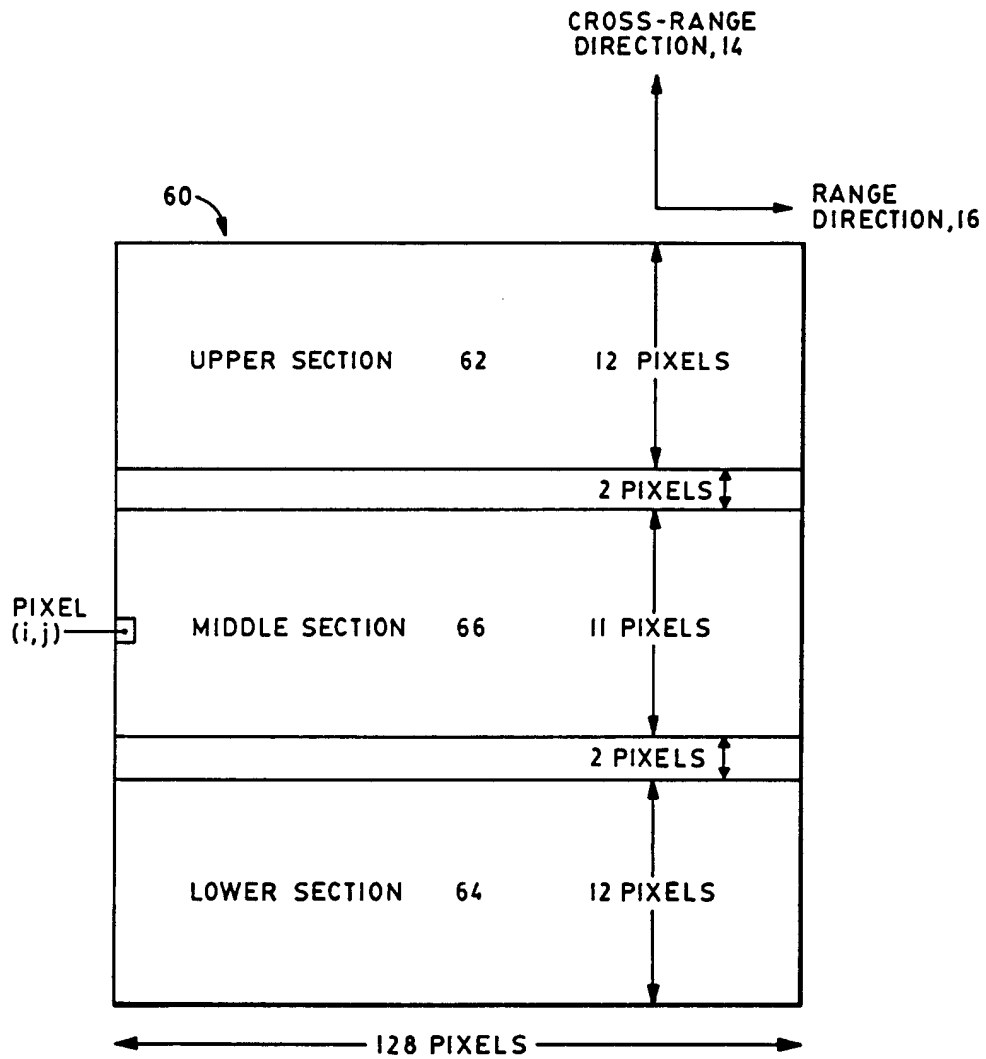 CROSS-RANGE
DIRECTION,14
60
RANGE
DIRECTION,16
UPPER SECTION 62 12 PIXELS
2 PIXELS
PIXEL
(i,j)
MIDDLE SECTION 66 11 PIXELS
2 PIXELS
LOWER SECTION 64 12 PIXELS
128 PIXELS